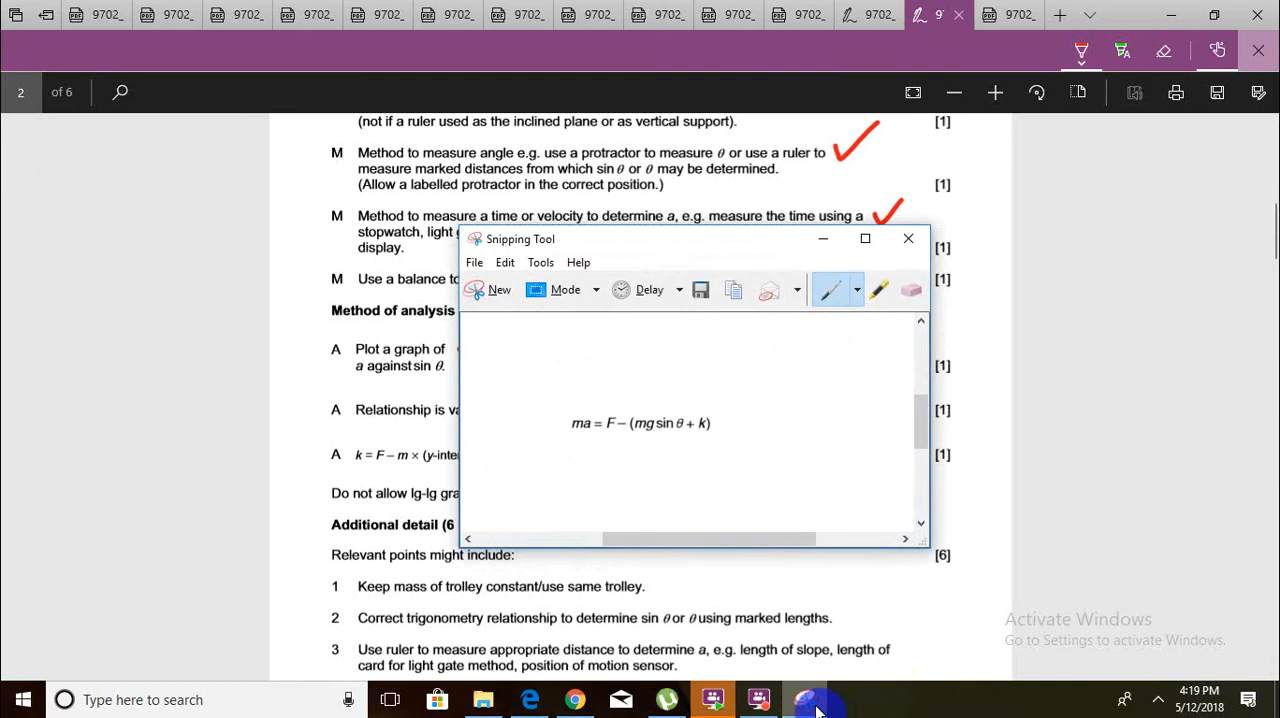 9702_
9702_
9702_
9702_
9702_
9702_
9702_
9702_
9702_
9702_
9702_
9702_
2 of 6
(not if a ruler used as the inclined plane or as vertical support). [1]
M Method to measure angle e.g. use a protractor to measure θ or use a ruler to
measure marked distances from which sin θ or θ may be determined.
(Allow a labelled protractor in the correct position.) [1]
M Method to measure a time or velocity to determine a, e.g. measure the time using a
stopwatch, light
display. [1]
M Use a balance to [1]
Method of analysis
A Plot a graph of
a against sin θ. [1]
A Relationship is
A k = F – m × [1]
[1]
Do not allow lg-lg
Additional detail (6
Relevant points might include: [6]
1 Keep mass of trolley constant/use same trolley.
2 Correct trigonometry relationship to determine sin θ or θ using marked lengths.
3 Use ruler to measure appropriate distance to determine a, e.g. length of slope, length of
card for light gate method, position of motion sensor.
Snipping Tool
File Edit Tools Help
New Mode Delay
ma = F – (mg sin θ + k)
Activate Windows
Go to Settings to activate Windows.
Type here to search
4:19 PM
5/12/2018